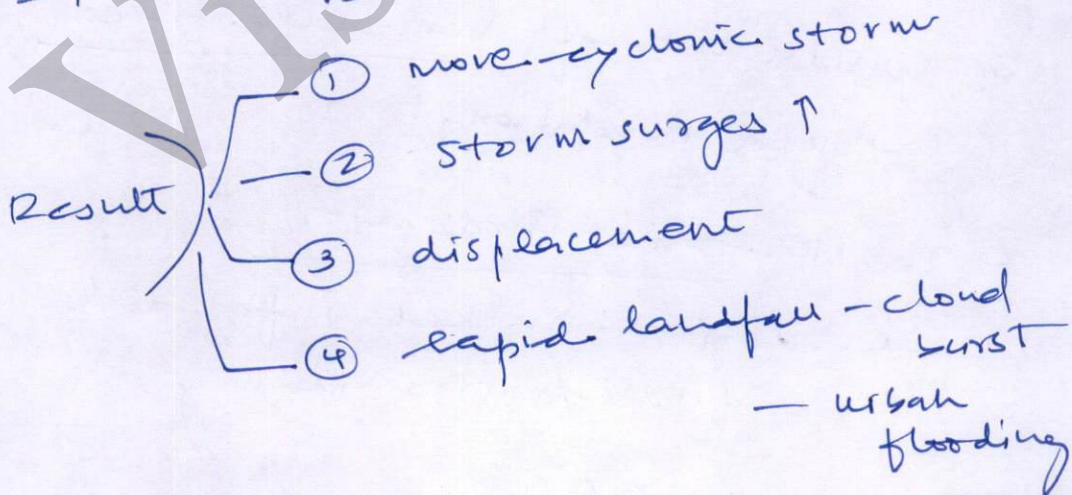 ① more cyclonic storm
② storm surges ↑
Result
③ displacement
④ rapid landfall - cloud
burst
— urban
flooding